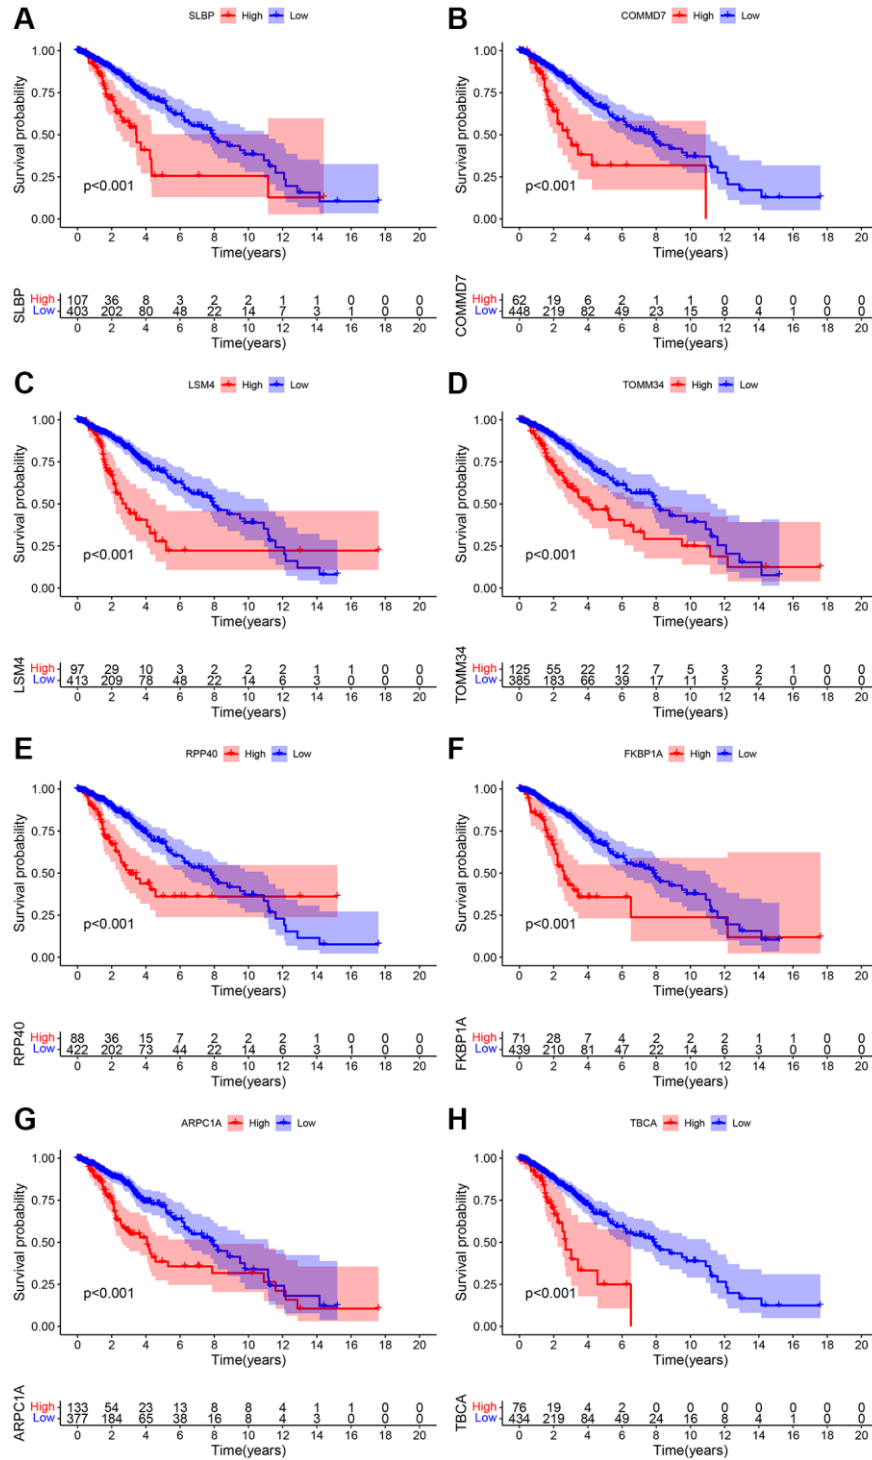 A
SLBP High Low
Survival probability
1.00
0.75
0.50
0.25
0.00
p<0.001
0 2 4 6 8 10 12 14 16 18 20
Time(years)
SLBP
High 107 36 8 3 2 2 1 1 0 0 0
Low 403 202 80 48 22 14 7 3 1 0 0
0 2 4 6 8 10 12 14 16 18 20
Time(years)
B
COMMD7 High Low
Survival probability
1.00
0.75
0.50
0.25
0.00
p<0.001
0 2 4 6 8 10 12 14 16 18 20
Time(years)
COMMD7
High 62 19 6 2 1 1 0 0 0 0 0
Low 448 219 82 49 23 15 8 4 1 0 0
0 2 4 6 8 10 12 14 16 18 20
Time(years)
C
LSM4 High Low
Survival probability
1.00
0.75
0.50
0.25
0.00
p<0.001
0 2 4 6 8 10 12 14 16 18 20
Time(years)
LSM4
High 97 29 10 3 2 2 2 1 1 0 0
Low 413 209 78 48 22 14 6 3 0 0 0
0 2 4 6 8 10 12 14 16 18 20
Time(years)
D
TOMM34 High Low
Survival probability
1.00
0.75
0.50
0.25
0.00
p<0.001
0 2 4 6 8 10 12 14 16 18 20
Time(years)
TOMM34
High 125 55 22 12 7 5 3 2 1 0 0
Low 385 183 66 39 17 11 5 2 0 0 0
0 2 4 6 8 10 12 14 16 18 20
Time(years)
E
RPP40 High Low
Survival probability
1.00
0.75
0.50
0.25
0.00
p<0.001
0 2 4 6 8 10 12 14 16 18 20
Time(years)
RPP40
High 88 36 15 7 2 2 2 1 0 0 0
Low 422 202 73 44 22 14 6 3 1 0 0
0 2 4 6 8 10 12 14 16 18 20
Time(years)
F
FKBP1A High Low
Survival probability
1.00
0.75
0.50
0.25
0.00
p<0.001
0 2 4 6 8 10 12 14 16 18 20
Time(years)
FKBP1A
High 71 28 7 4 2 2 2 1 1 0 0
Low 439 210 81 47 22 14 6 3 0 0 0
0 2 4 6 8 10 12 14 16 18 20
Time(years)
G
ARPC1A High Low
Survival probability
1.00
0.75
0.50
0.25
0.00
p<0.001
0 2 4 6 8 10 12 14 16 18 20
Time(years)
ARPC1A
High 133 54 23 13 8 8 4 1 1 0 0
Low 377 184 65 38 16 8 4 3 0 0 0
0 2 4 6 8 10 12 14 16 18 20
Time(years)
H
TBCA High Low
Survival probability
1.00
0.75
0.50
0.25
0.00
p<0.001
0 2 4 6 8 10 12 14 16 18 20
Time(years)
TBCA
High 76 19 4 2 0 0 0 0 0 0 0
Low 434 219 84 49 24 16 8 4 1 0 0
0 2 4 6 8 10 12 14 16 18 20
Time(years)